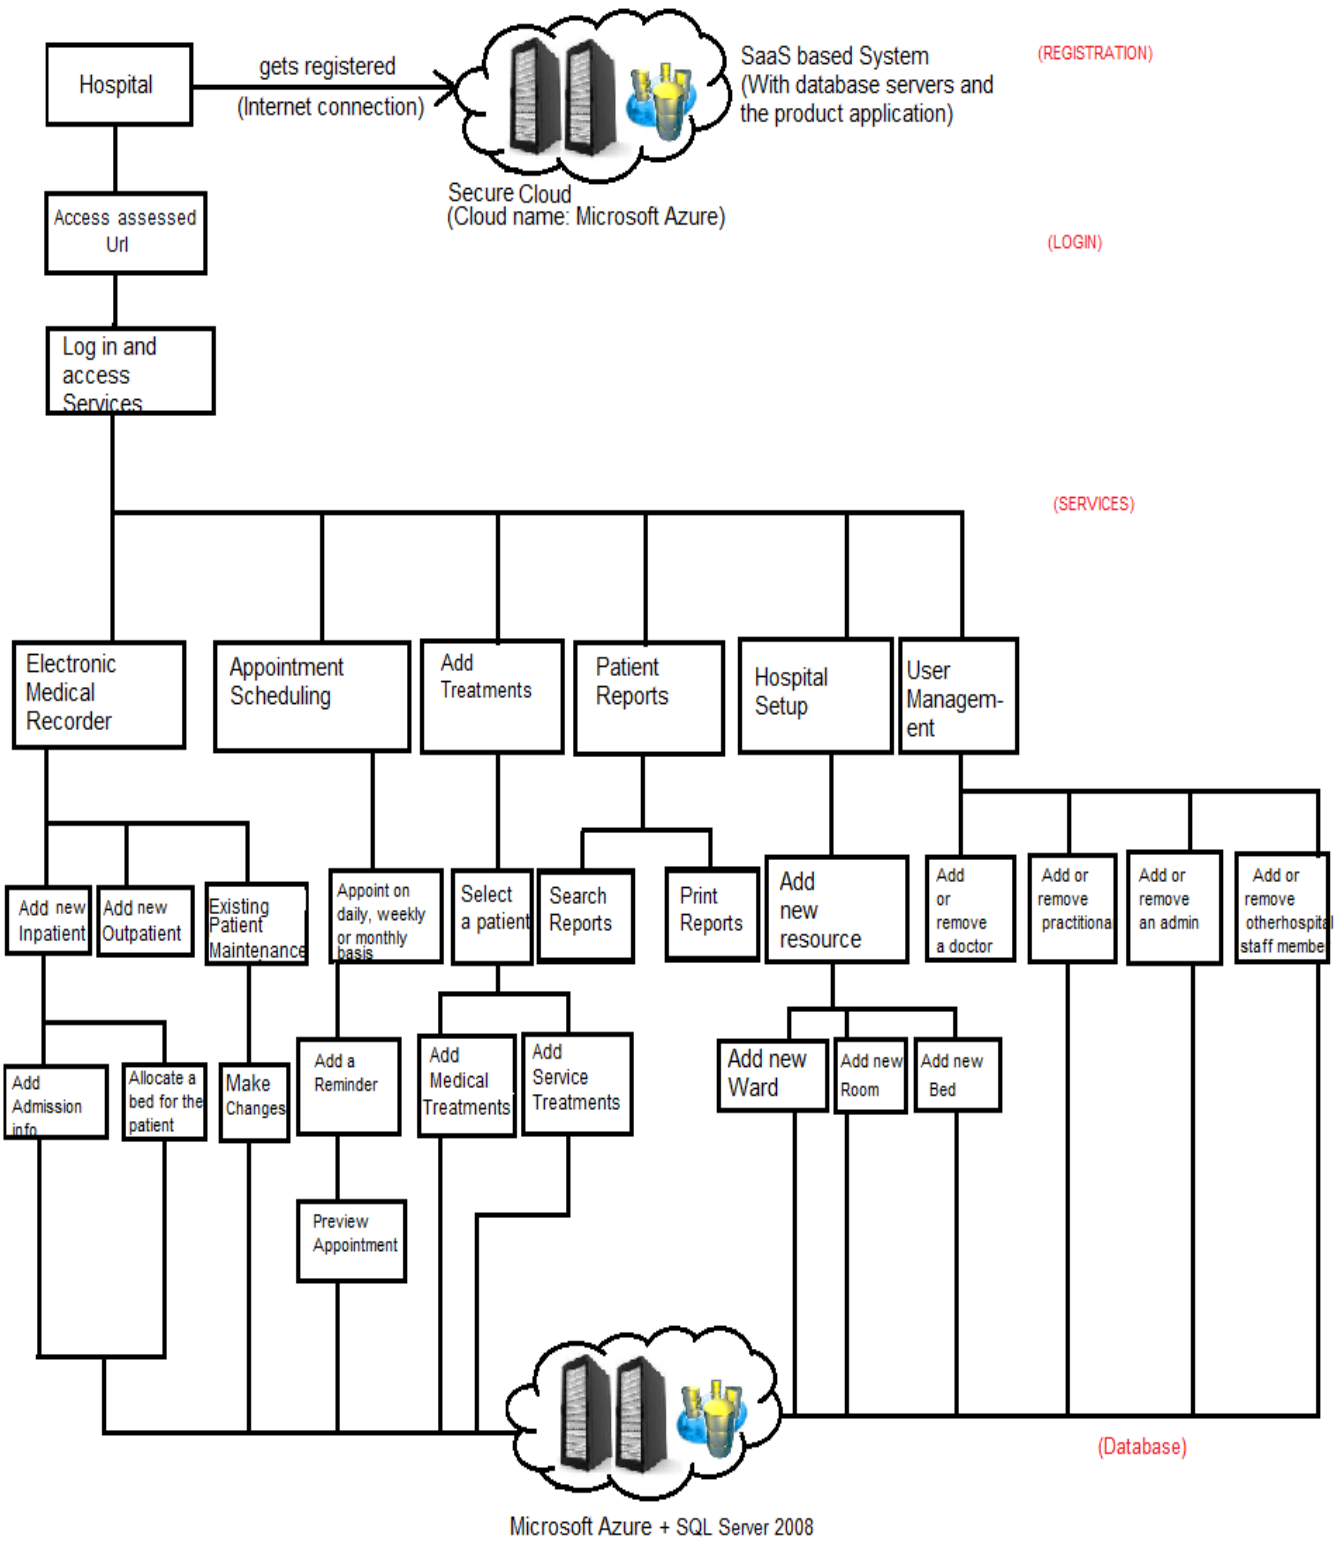 Hospital
gets registered
(Internet connection)
SaaS based System
(With database servers and
the product application)
(REGISTRATION)
Secure Cloud
(Cloud name: Microsoft Azure)
Access assessed
Url
(LOGIN)
Log in and
access
Services
(SERVICES)
Electronic
Medical
Recorder
Appointment
Scheduling
Add
Treatments
Patient
Reports
Hospital
Setup
User
Managem-
ent
Add new
Inpatient
Add new
Outpatient
Existing
Patient
Maintenance
Appoint on
daily, weekly
or monthly
basis
Select
a patient
Search
Reports
Print
Reports
Add
new
resource
Add
or
remove
a doctor
Add or
remove
practitiona
Add or
remove
an admin
Add or
remove
otherhospital
staff membe
Add
Admission
info
Allocate a
bed for the
patient
Make
Changes
Add a
Reminder
Add
Medical
Treatments
Add
Service
Treatments
Add new
Ward
Add new
Room
Add new
Bed
Preview
Appointment
(Database)
Microsoft Azure + SQL Server 2008